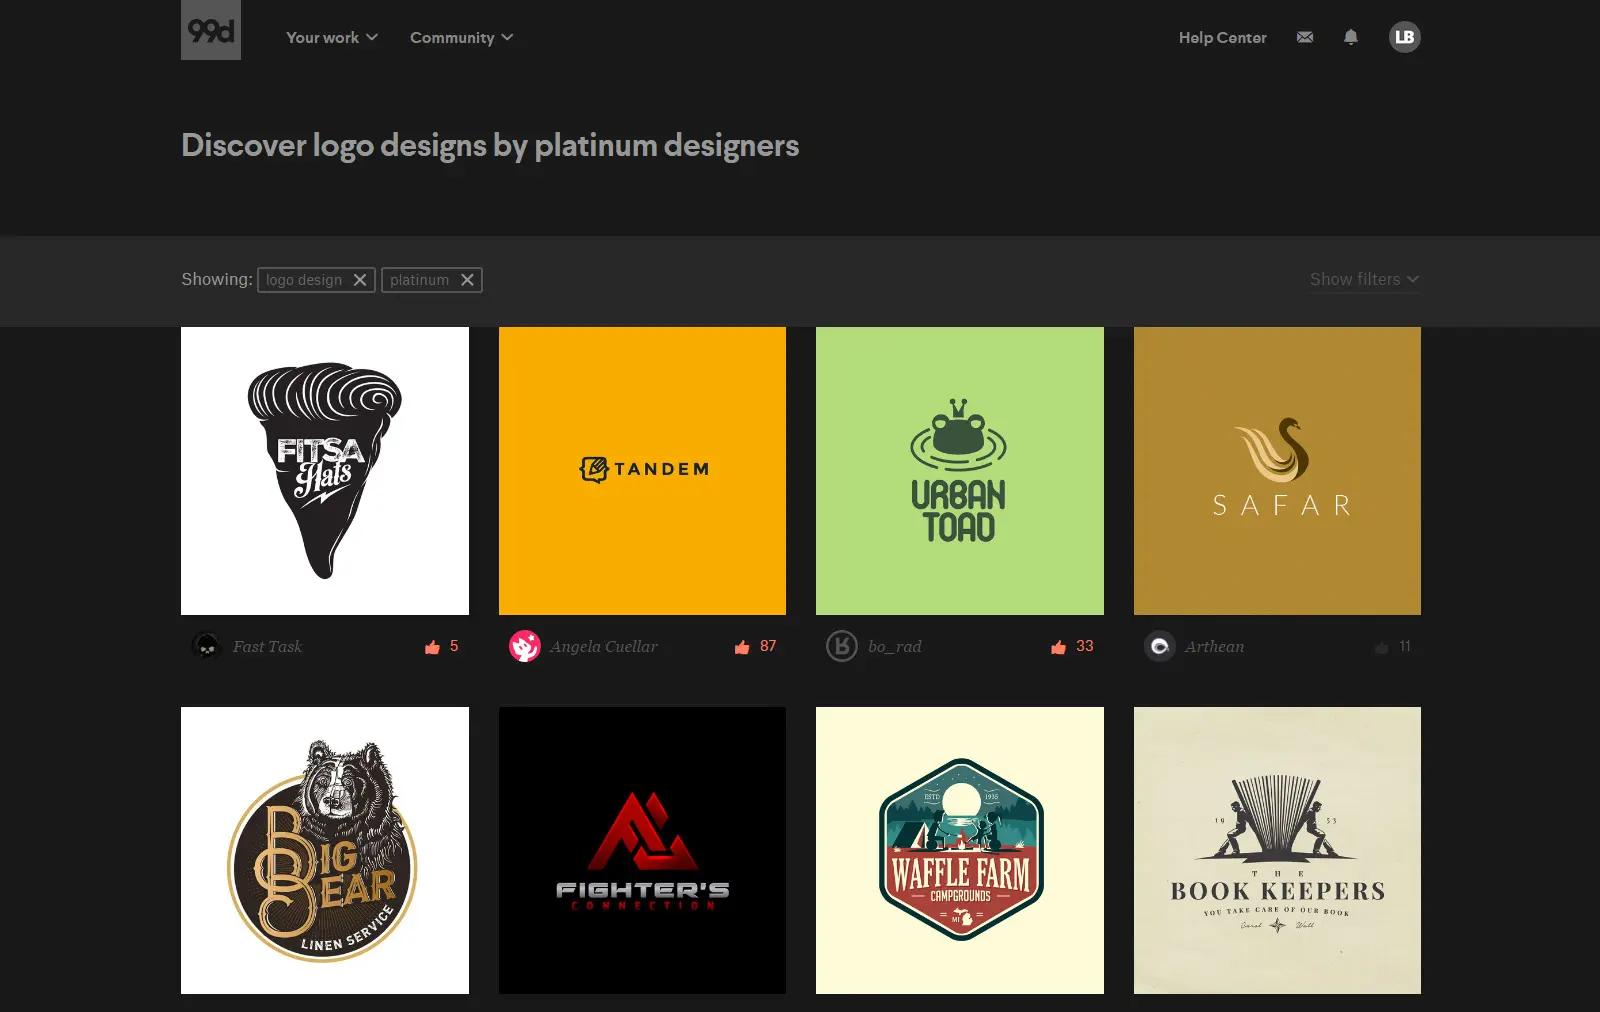 99d
Your work
Community
Help Center
LB
Discover logo designs by platinum designers
Showing: logo design platinum
Show filters
FITSA
Hats
TANDEM
URBAN
TOAD
SAFAR
Fast Task
5
Angela Cuellar
87
bo_rad
33
Arthean
11
BIG
BEAR
LINEN SERVICE
FIGHTER'S
CONNECTION
ESTD 1935
WAFFLE FARM
CAMPGROUNDS
MI
19 53
THE
BOOK KEEPERS
YOU TAKE CARE OF OUR BOOK